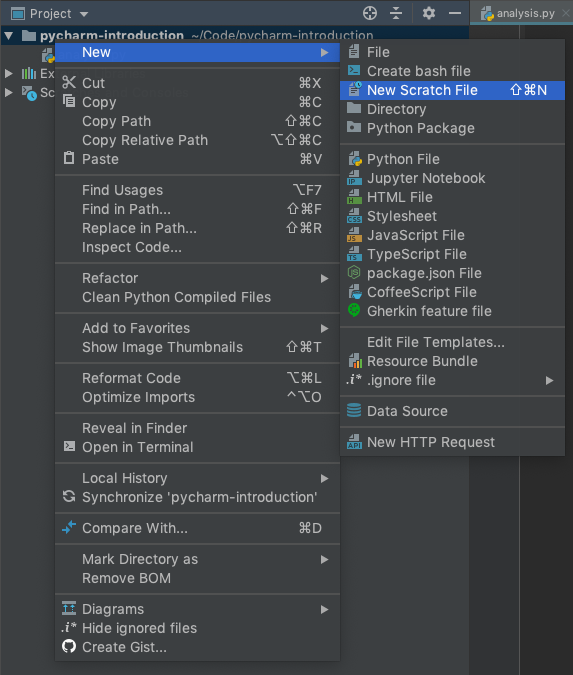 Project
analysis.py
pycharm-introduction ~/Code/pycharm-introduction
Ex
Sc
New
Cut ⌘X
Copy ⌘C
Copy Path ⇧⌘C
Copy Relative Path ⌥⇧⌘C
Paste ⌘V
Find Usages ⌥F7
Find in Path... ⇧⌘F
Replace in Path... ⇧⌘R
Inspect Code...
Refactor
Clean Python Compiled Files
Add to Favorites
Show Image Thumbnails ⇧⌘T
Reformat Code ⌥⌘L
Optimize Imports ^⌥O
Reveal in Finder
Open in Terminal
Local History
Synchronize 'pycharm-introduction'
Compare With... ⌘D
Mark Directory as
Remove BOM
Diagrams
.i* Hide ignored files
Create Gist...
File
Create bash file
New Scratch File ⇧⌘N
Directory
Python Package
Python File
IP Jupyter Notebook
H HTML File
CSS Stylesheet
JS JavaScript File
TS TypeScript File
package.json File
CoffeeScript File
Gherkin feature file
Edit File Templates...
Resource Bundle
.i* .ignore file
Data Source
API New HTTP Request